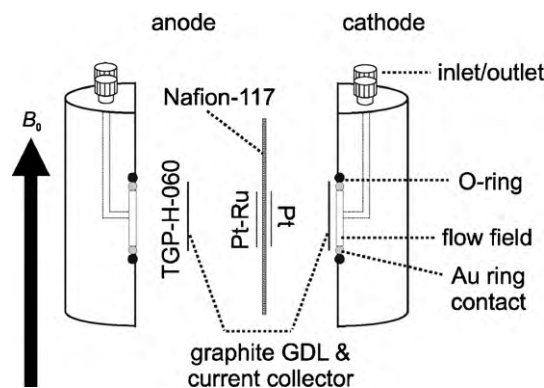 anode
cathode
inlet/outlet
Nafion-117
B₀
O-ring
TGP-H-060
Pt-Ru
Pt
flow field
Au ring
contact
graphite GDL &
current collector